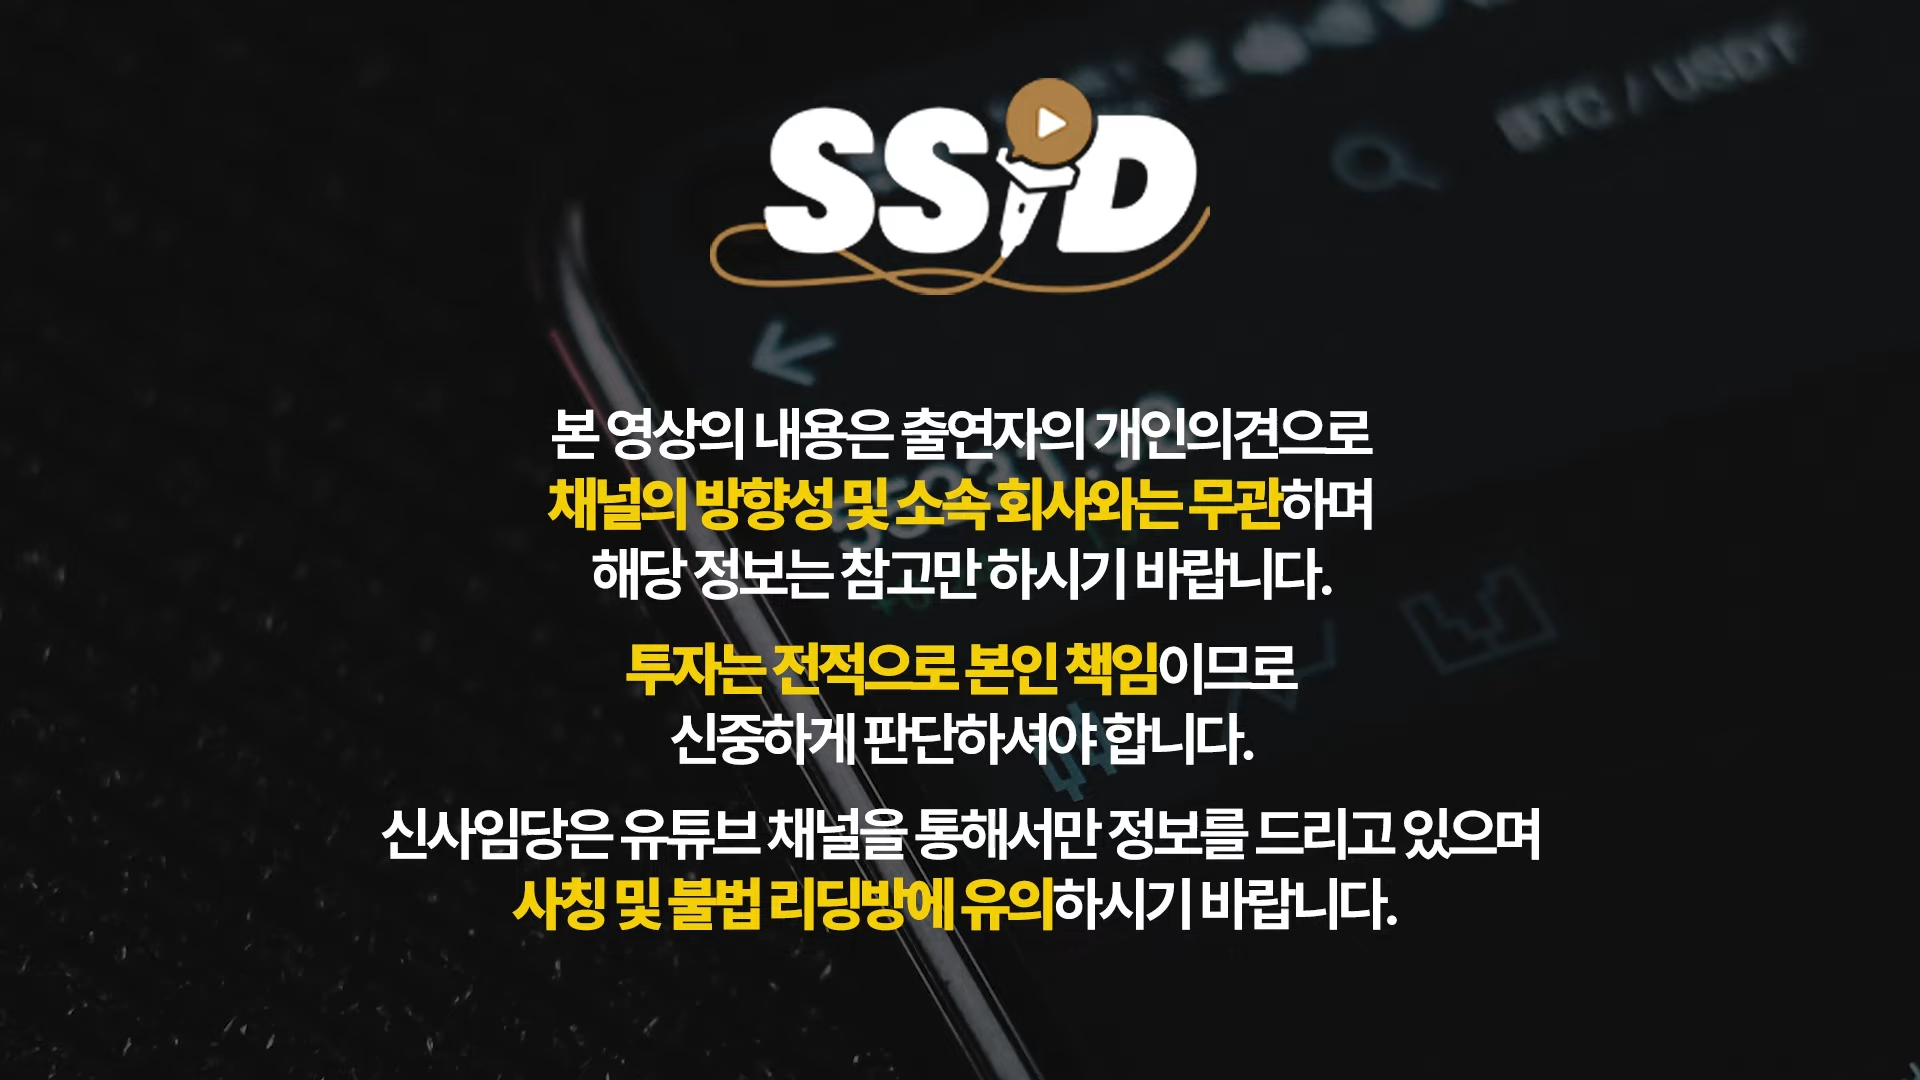 SSiD
BTC / USDT
본 영상의 내용은 출연자의 개인의견으로
채널의 방향성 및 소속 회사와는 무관하며
해당 정보는 참고만 하시기 바랍니다.
투자는 전적으로 본인 책임이므로
신중하게 판단하셔야 합니다.
신사임당은 유튜브 채널을 통해서만 정보를 드리고 있으며
사칭 및 불법 리딩방에 유의하시기 바랍니다.